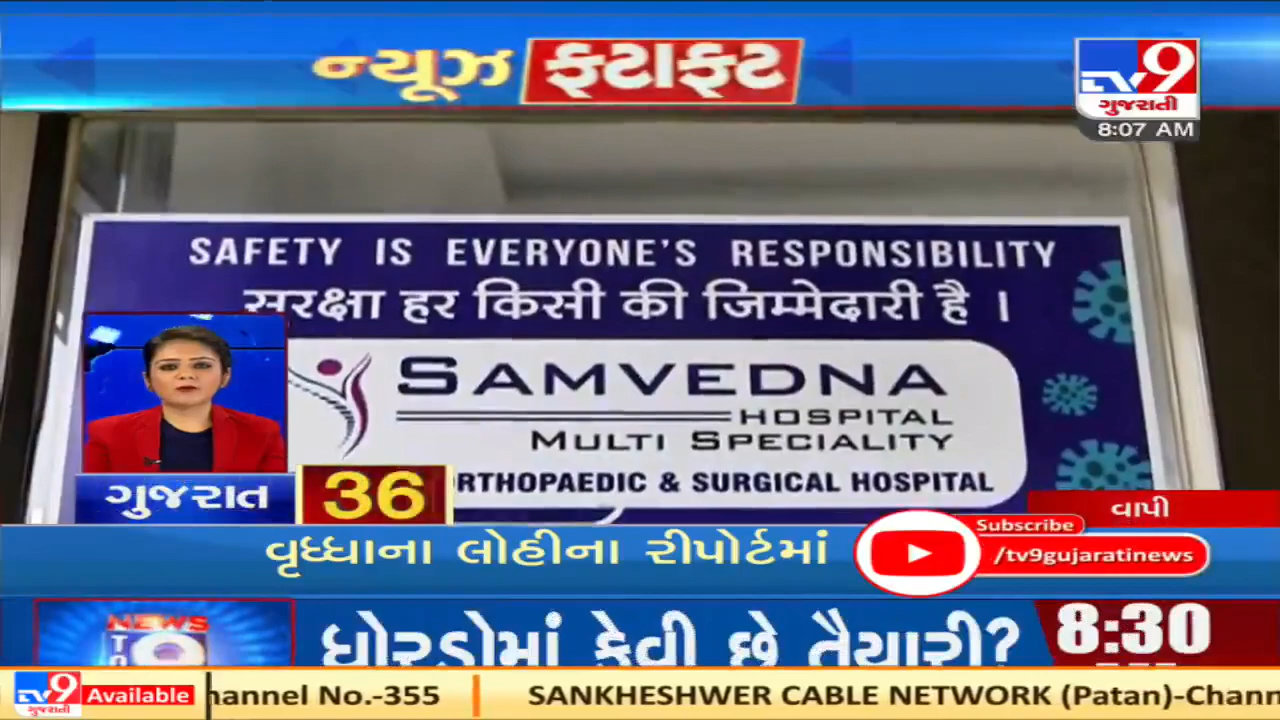 ન્યૂઝ ફટાફટ
TV9
ગુજરાતી
8:07 AM
SAFETY IS EVERYONE'S RESPONSIBILITY
सुरक्षा हर किसी की जिम्मेदारी है ।
SAMVEDNA
HOSPITAL
MULTI SPECIALITY
ORTHOPAEDIC & SURGICAL HOSPITAL
ગુજરાત 36
વાપી
વૃધ્ધાના લોહીના રીપોર્ટમાં
Subscribe
/tv9gujaratinews
NEWS
TO 9
ધોરડોમાં કેવી છે તૈયારી?
8:30
TV9
ગુજરાતી
Available
hannel No.-355 | SANKHESHWER CABLE NETWORK (Patan)-Chann